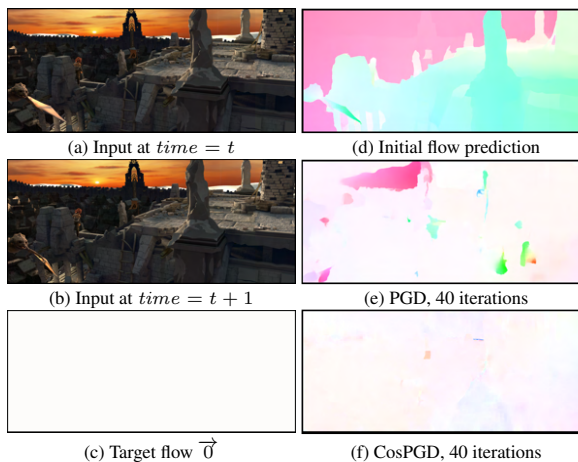 (a) Input at time = t
(d) Initial flow prediction
(b) Input at time = t + 1
(e) PGD, 40 iterations
(c) Target flow $\overrightarrow{0}$
(f) CosPGD, 40 iterations